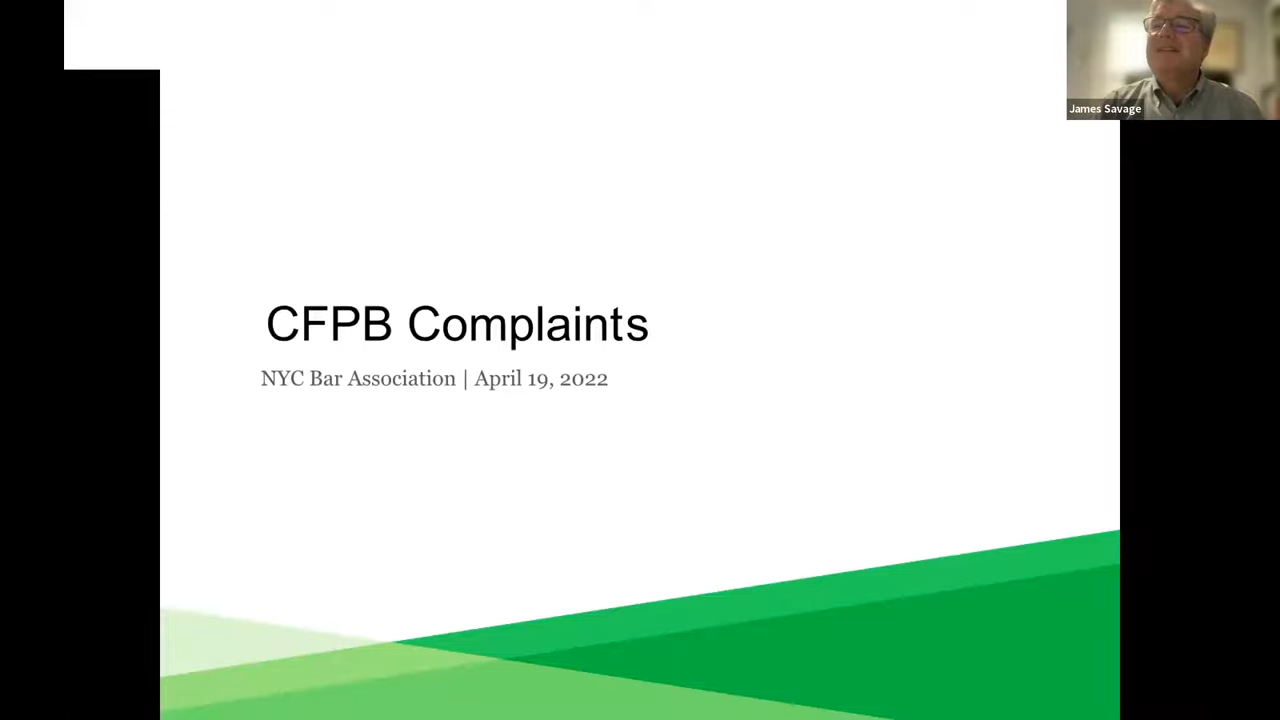 James Savage
CFPB Complaints
NYC Bar Association | April 19, 2022